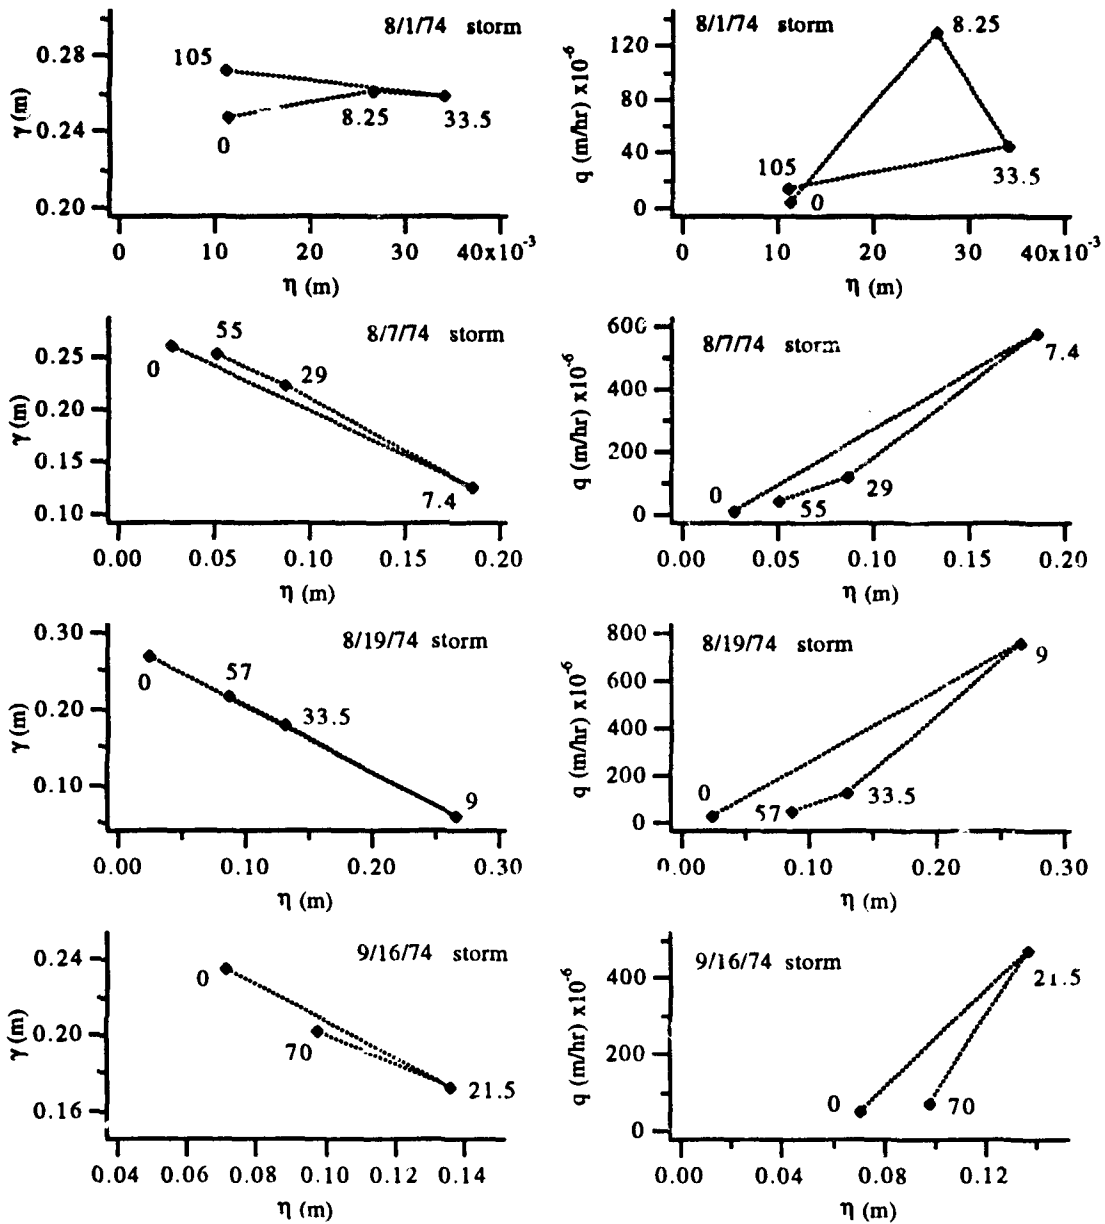 8/1/74 storm
γ (m)
0.28
0.24
0.20
105
0
8.25
33.5
0 10 20 30 40x10-3
η (m)
8/1/74 storm
q (m/hr) x10-6
120
80
40
0
8.25
105
0
33.5
0 10 20 30 40x10-3
η (m)
8/7/74 storm
γ (m)
0.25
0.20
0.15
0.10
55
0
29
7.4
0.00 0.05 0.10 0.15 0.20
η (m)
8/7/74 storm
q (m/hr) x10-6
600
400
200
0
7.4
0
29
55
0.00 0.05 0.10 0.15 0.20
η (m)
8/19/74 storm
γ (m)
0.30
0.20
0.10
57
0
33.5
9
0.00 0.10 0.20 0.30
η (m)
8/19/74 storm
q (m/hr) x10-6
800
600
400
200
0
9
0
33.5
57
0.00 0.10 0.20 0.30
η (m)
9/16/74 storm
γ (m)
0.24
0.20
0.16
0
70
21.5
0.04 0.06 0.08 0.10 0.12 0.14
η (m)
9/16/74 storm
q (m/hr) x10-6
400
200
0
21.5
0
70
0.00 0.04 0.08 0.12
η (m)